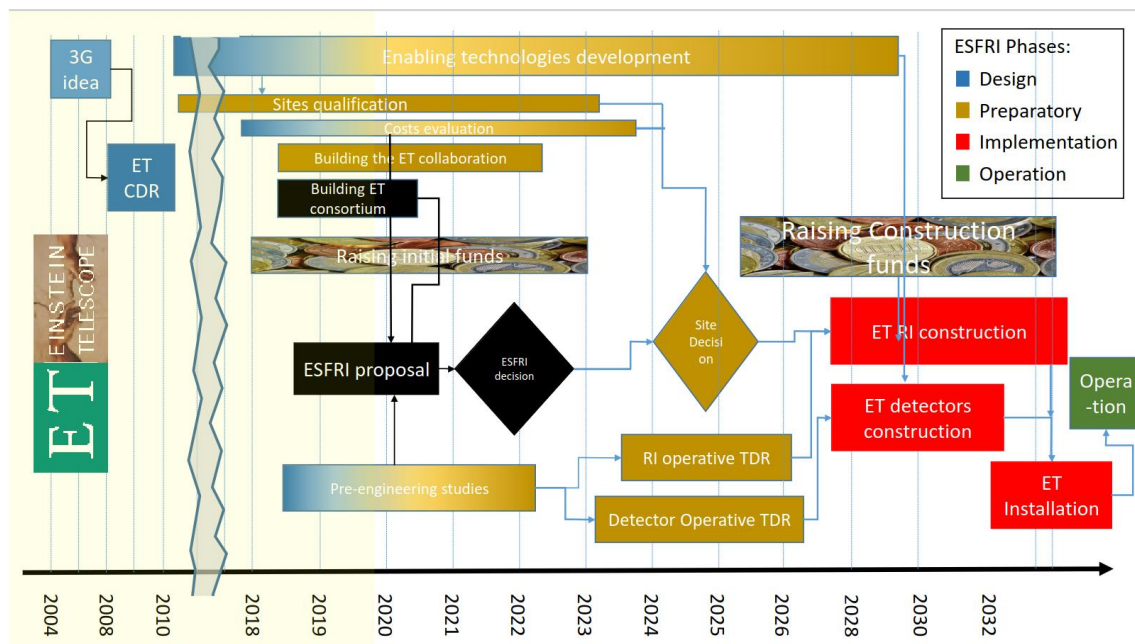 3G
idea
Enabling technologies development
ESFRI Phases:
Design
Preparatory
Implementation
Operation
Sites qualification
Costs evaluation
Building the ET collaboration
ET
CDR
Building ET
consortium
Raising initial funds
Raising Construction
funds
EINSTEIN
TELESCOPE
ET
Site
Decisi
on
ET RI construction
ESFRI proposal
ESFRI
decision
Opera
-tion
ET detectors
construction
RI operative TDR
Pre-engineering studies
ET
Installation
Detector Operative TDR
2004
2008
2010
2018
2019
2020
2021
2022
2023
2024
2025
2026
2028
2030
2032